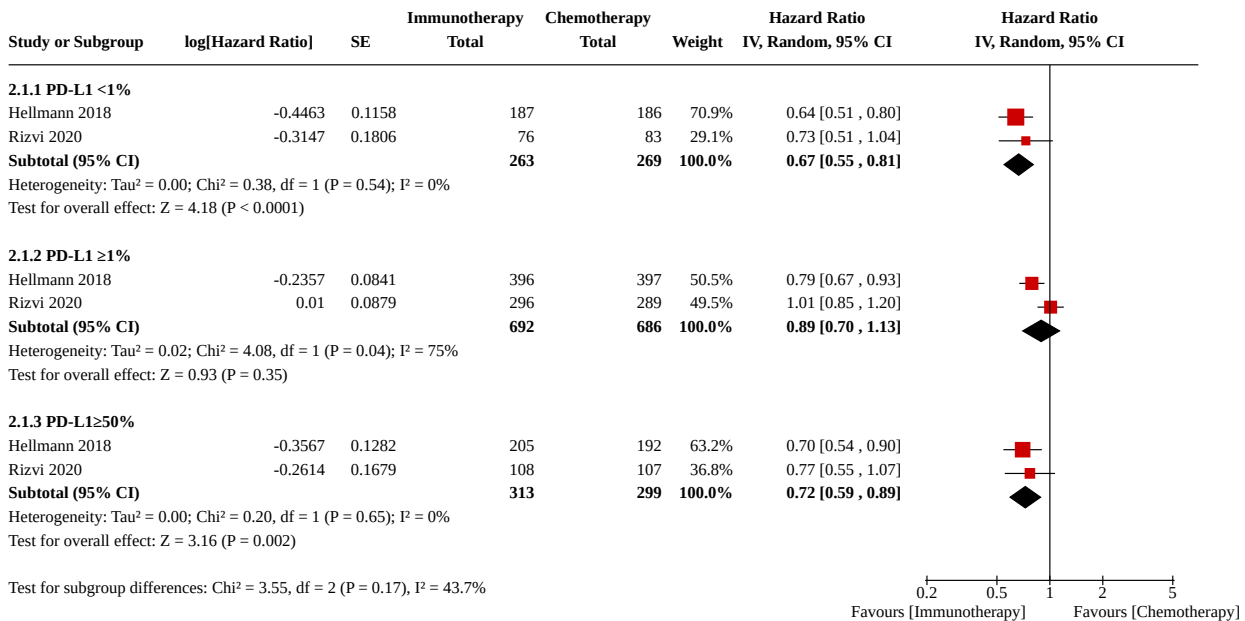 Immunotherapy Chemotherapy Hazard Ratio Hazard Ratio
Study or Subgroup log[Hazard Ratio] SE Total Total Weight IV, Random, 95% CI IV, Random, 95% CI
2.1.1 PD-L1 <1%
Hellmann 2018 -0.4463 0.1158 187 186 70.9% 0.64 [0.51 , 0.80]
Rizvi 2020 -0.3147 0.1806 76 83 29.1% 0.73 [0.51 , 1.04]
Subtotal (95% CI) 263 269 100.0% 0.67 [0.55 , 0.81]
Heterogeneity: Tau² = 0.00; Chi² = 0.38, df = 1 (P = 0.54); I² = 0%
Test for overall effect: Z = 4.18 (P < 0.0001)
2.1.2 PD-L1 ≥1%
Hellmann 2018 -0.2357 0.0841 396 397 50.5% 0.79 [0.67 , 0.93]
Rizvi 2020 0.01 0.0879 296 289 49.5% 1.01 [0.85 , 1.20]
Subtotal (95% CI) 692 686 100.0% 0.89 [0.70 , 1.13]
Heterogeneity: Tau² = 0.02; Chi² = 4.08, df = 1 (P = 0.04); I² = 75%
Test for overall effect: Z = 0.93 (P = 0.35)
2.1.3 PD-L1≥50%
Hellmann 2018 -0.3567 0.1282 205 192 63.2% 0.70 [0.54 , 0.90]
Rizvi 2020 -0.2614 0.1679 108 107 36.8% 0.77 [0.55 , 1.07]
Subtotal (95% CI) 313 299 100.0% 0.72 [0.59 , 0.89]
Heterogeneity: Tau² = 0.00; Chi² = 0.20, df = 1 (P = 0.65); I² = 0%
Test for overall effect: Z = 3.16 (P = 0.002)
Test for subgroup differences: Chi² = 3.55, df = 2 (P = 0.17), I² = 43.7%
0.2 0.5 1 2 5
Favours [Immunotherapy] Favours [Chemotherapy]